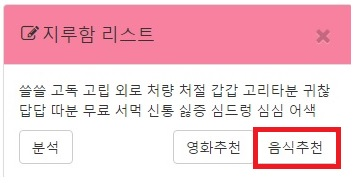 지루함 리스트
쓸쓸 고독 고립 외로 처량 처절 갑갑 고리타분 귀찮
답답 따분 무료 서먹 신통 싫증 심드렁 심심 어색
분석 영화추천 음식추천